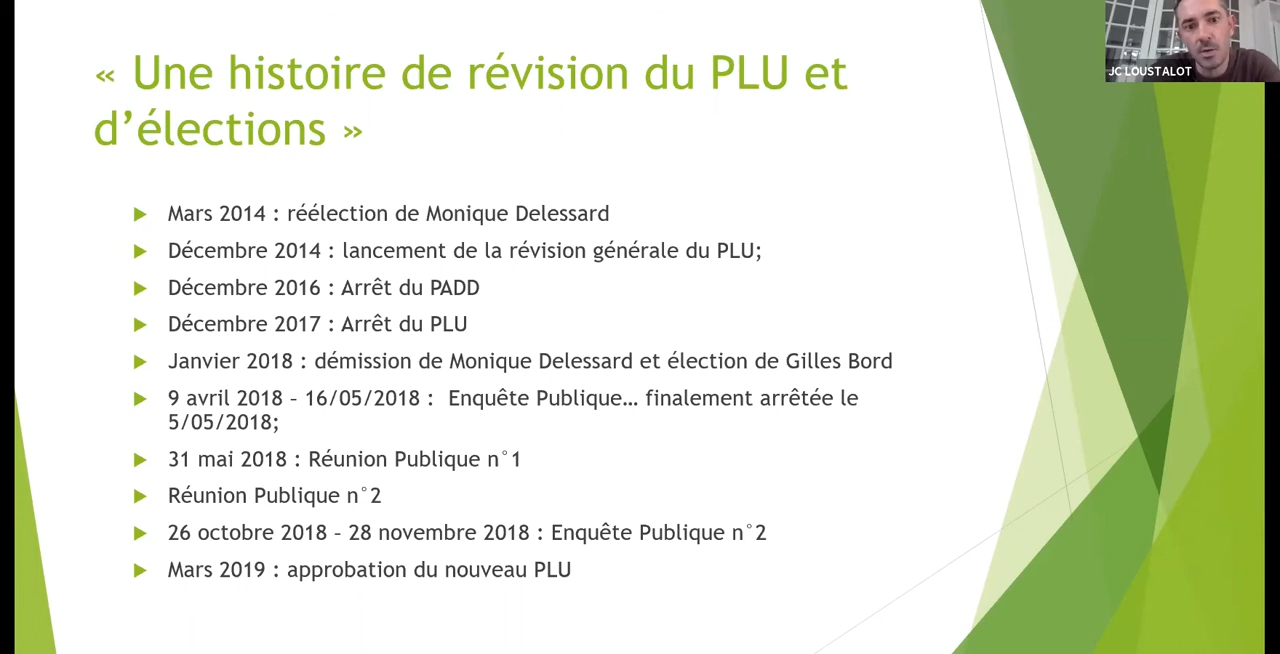 « Une histoire de révision du PLU et
d’élections »
JC LOUSTALOT
Mars 2014 : réélection de Monique Delessard
Décembre 2014 : lancement de la révision générale du PLU;
Décembre 2016 : Arrêt du PADD
Décembre 2017 : Arrêt du PLU
Janvier 2018 : démission de Monique Delessard et élection de Gilles Bord
9 avril 2018 – 16/05/2018 :  Enquête Publique… finalement arrêtée le
5/05/2018;
31 mai 2018 : Réunion Publique n°1
Réunion Publique n°2
26 octobre 2018 – 28 novembre 2018 : Enquête Publique n°2
Mars 2019 : approbation du nouveau PLU